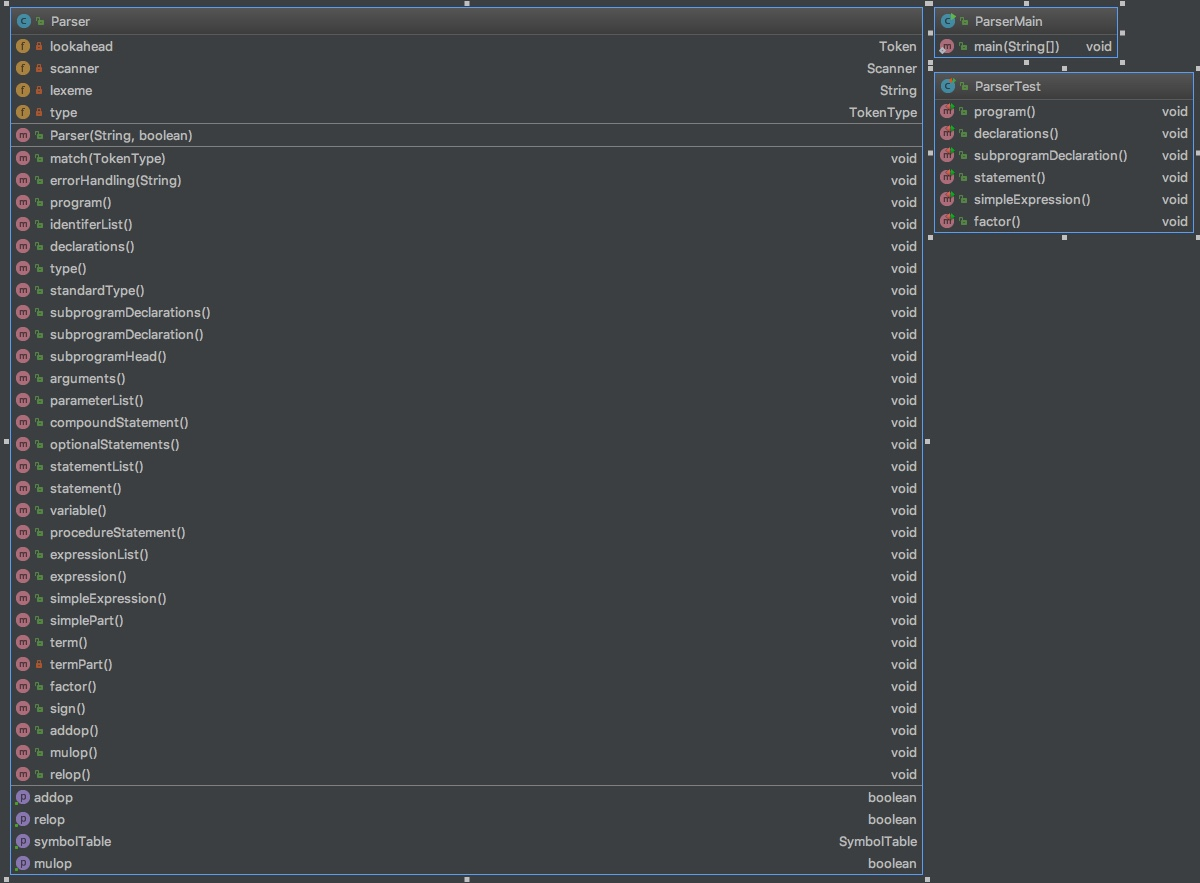 Parser
lookahead Token
scanner Scanner
lexeme String
type TokenType
Parser(String, boolean)
match(TokenType) void
errorHandling(String) void
program() void
identiferList() void
declarations() void
type() void
standardType() void
subprogramDeclarations() void
subprogramDeclaration() void
subprogramHead() void
arguments() void
parameterList() void
compoundStatement() void
optionalStatements() void
statementList() void
statement() void
variable() void
procedureStatement() void
expressionList() void
expression() void
simpleExpression() void
simplePart() void
term() void
termPart() void
factor() void
sign() void
addop() void
mulop() void
relop() void
addop boolean
relop boolean
symbolTable SymbolTable
mulop boolean
ParserMain
main(String[]) void
ParserTest
program() void
declarations() void
subprogramDeclaration() void
statement() void
simpleExpression() void
factor() void